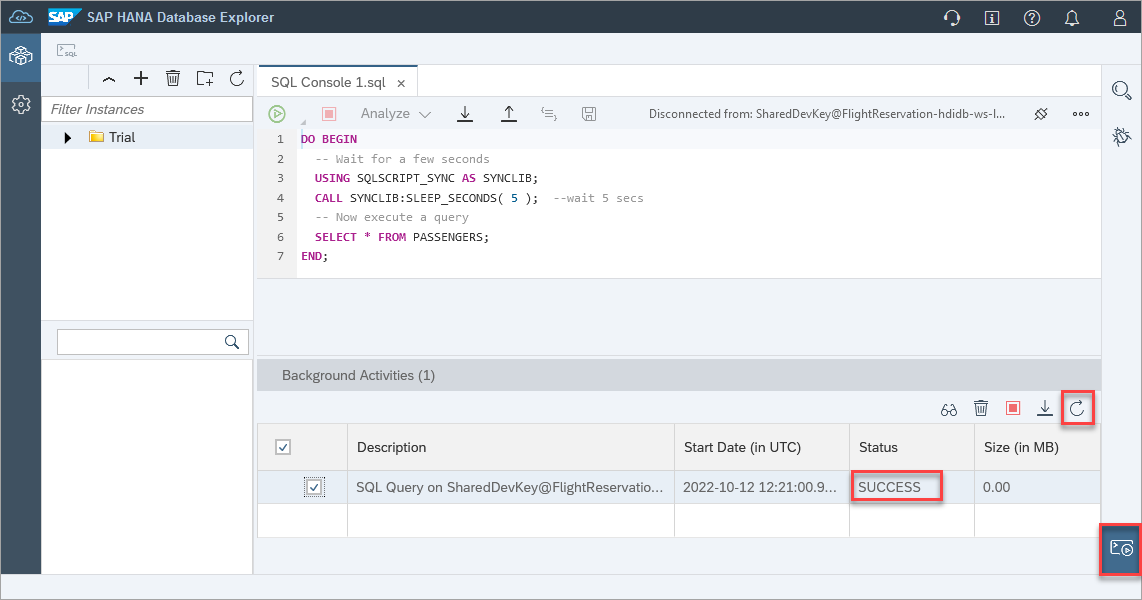 SAP SAP HANA Database Explorer
SQL
Filter Instances
Trial
SQL Console 1.sql
Analyze
Disconnected from: SharedDevKey@FlightReservation-hdidb-ws-l...
1 DO BEGIN
2 -- Wait for a few seconds
3 USING SQLSCRIPT_SYNC AS SYNCLIB;
4 CALL SYNCLIB:SLEEP_SECONDS( 5 ); --wait 5 secs
5 -- Now execute a query
6 SELECT * FROM PASSENGERS;
7 END;
Background Activities (1)
Description Start Date (in UTC) Status Size (in MB)
SQL Query on SharedDevKey@FlightReservatio... 2022-10-12 12:21:00.9... SUCCESS 0.00